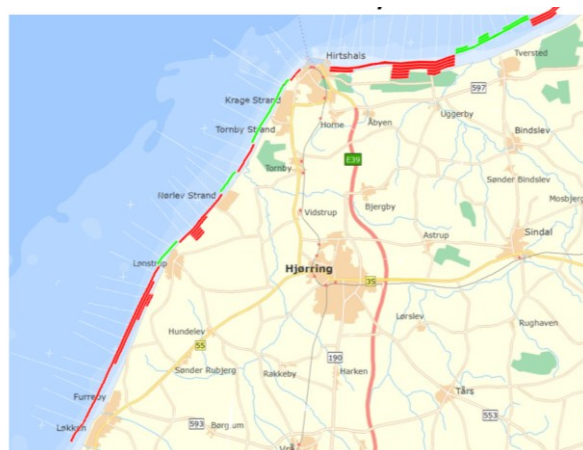 Hirtshals
Tversted
Krage Strand
597
Horne
Åbyen
Uggerby
Tornby Strand
Bindslev
E39
Tornby
Sønder Bindslev
Nørlev Strand
Bjergby
Mosbjerg
Vidstrup
Astrup
Sindal
Lønstrup
Hjørring
35
Hundelev
Lørslev
Rughaven
55
190
Sønder Rubjerg
Rakkeby
Harken
Tårs
Furreby
593
553
Løkken
Vrå